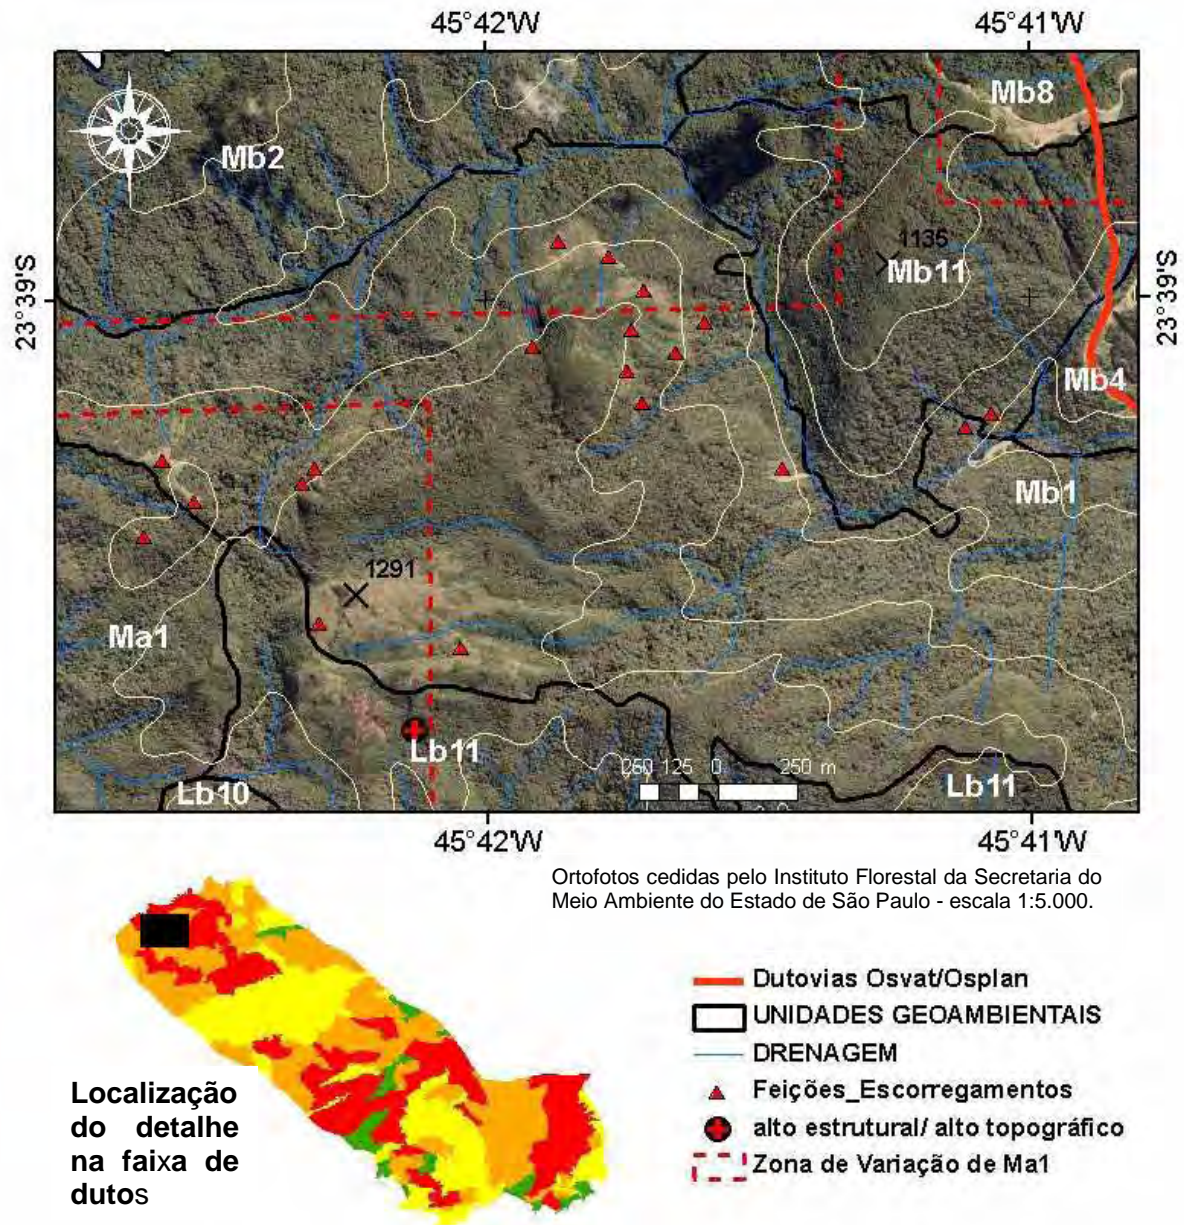 45°42'W
45°41'W
Mb8
Mb2
1135
Mb11
23°39'S
23°39'S
Mb4
Mb1
1291
Ma1
Lb11
125 0 250 m
Lb10
Lb11
45°42'W
45°41'W
Ortofotos cedidas pelo Instituto Florestal da Secretaria do
Meio Ambiente do Estado de São Paulo - escala 1:5.000.
Dutovias Osvat/Osplan
UNIDADES GEOAMBIENTAIS
DRENAGEM
Feições_Escorregamentos
alto estrutural/ alto topográfico
Zona de Variação de Ma1
Localização
do detalhe
na faixa de
dutos